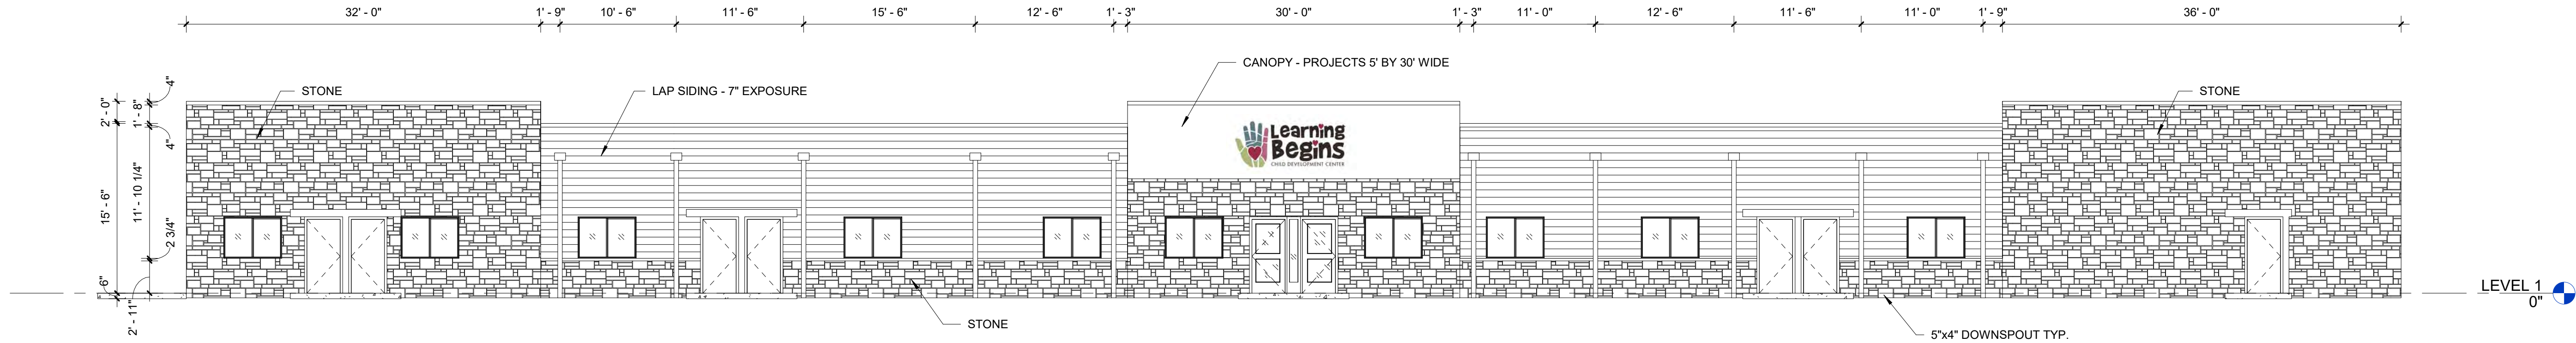 32' - 0"
1' - 9"
10' - 6"
11' - 6"
15' - 6"
12' - 6"
1' - 3"
30' - 0"
1' - 3"
11' - 0"
12' - 6"
11' - 6"
11' - 0"
1' - 9"
36' - 0"
CANOPY - PROJECTS 5' BY 30' WIDE
STONE
LAP SIDING - 7" EXPOSURE
STONE
4"
2' - 0"
1' - 8"
4"
15' - 6"
11' - 10 1/4"
2 3/4"
6"
2' - 11"
Learning
Begins
CHILD DEVELOPMENT CENTER
STONE
5"x4" DOWNSPOUT TYP.
LEVEL 1
0"